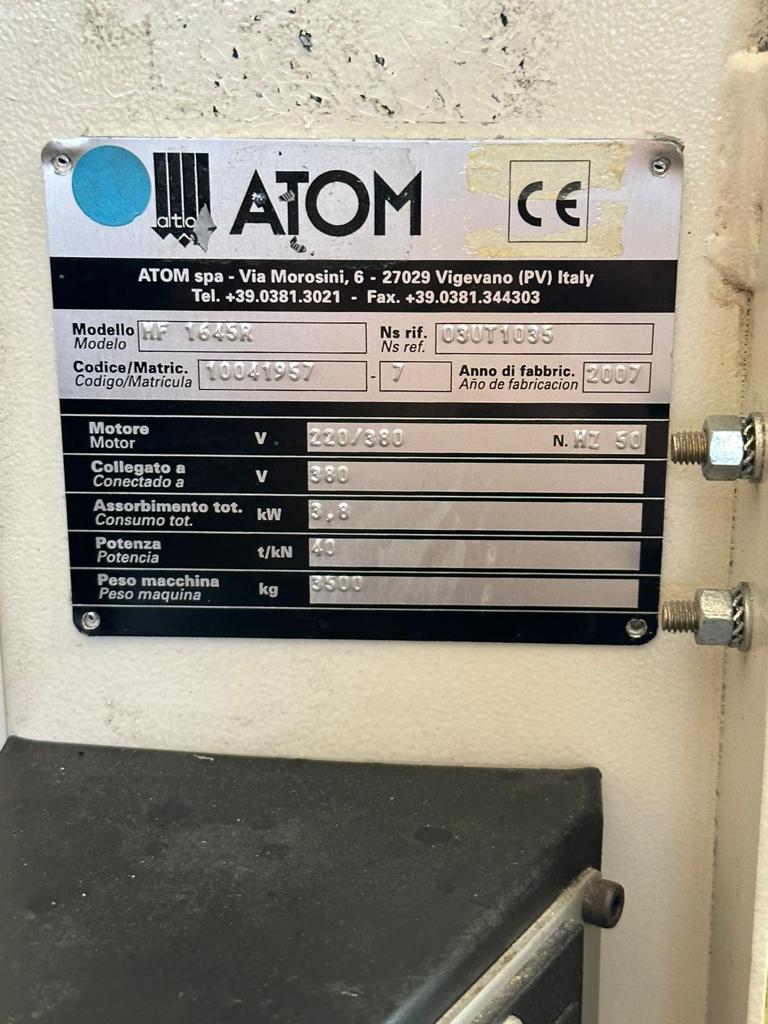 atom
ATOM
CE
ATOM spa - Via Morosini, 6 - 27029 Vigevano (PV) Italy
Tel. +39.0381.3021 - Fax. +39.0381.344303
Modello HF 1645R Ns rif. 03UT1035
Modelo Ns ref.
Codice/Matric. 10041957 - 7 Anno di fabbric. 2007
Codigo/Matricula Año de fabricacion
Motore V 220/380 N. HZ 50
Motor
Collegato a V 380
Conectado a
Assorbimento tot. kW 3,8
Consumo tot.
Potenza t/kN 40
Potencia
Peso macchina kg 3500
Peso maquina